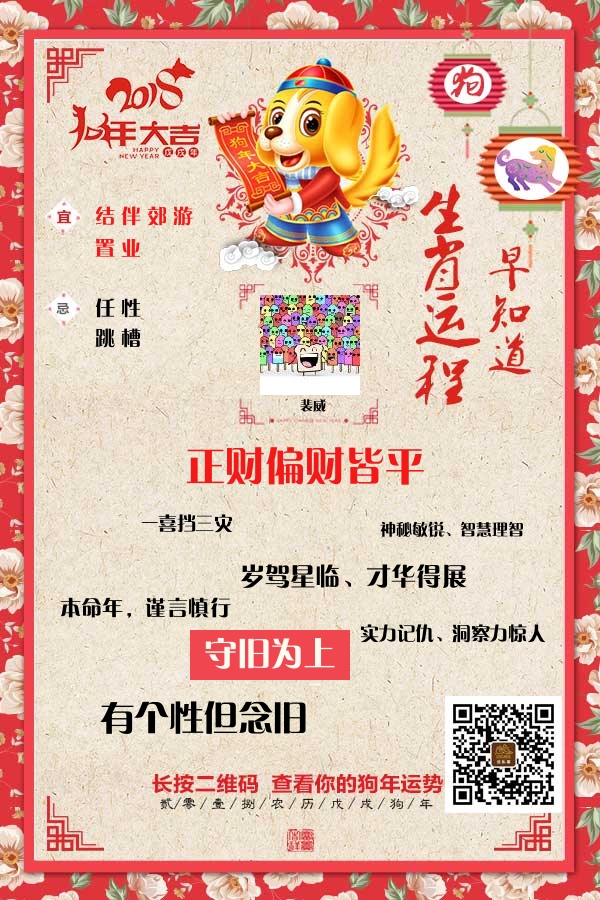 2018
狗年大吉
HAPPY
NEW YEAR
戊戌年
狗年大吉
狗
生肖运程
早知道
宜
结伴郊游
置业
忌
任性
跳槽
裴威
HAPPY CHINESE NEW YEAR
正财偏财皆平
一喜挡三灾
神秘敏锐、智慧理智
岁驾星临、才华得展
本命年，谨言慎行
实力记仇、洞察力惊人
守旧为上
有个性但念旧
长按二维码 查看你的狗年运势
贰/零/壹/捌/农/历/戊/戌/狗/年